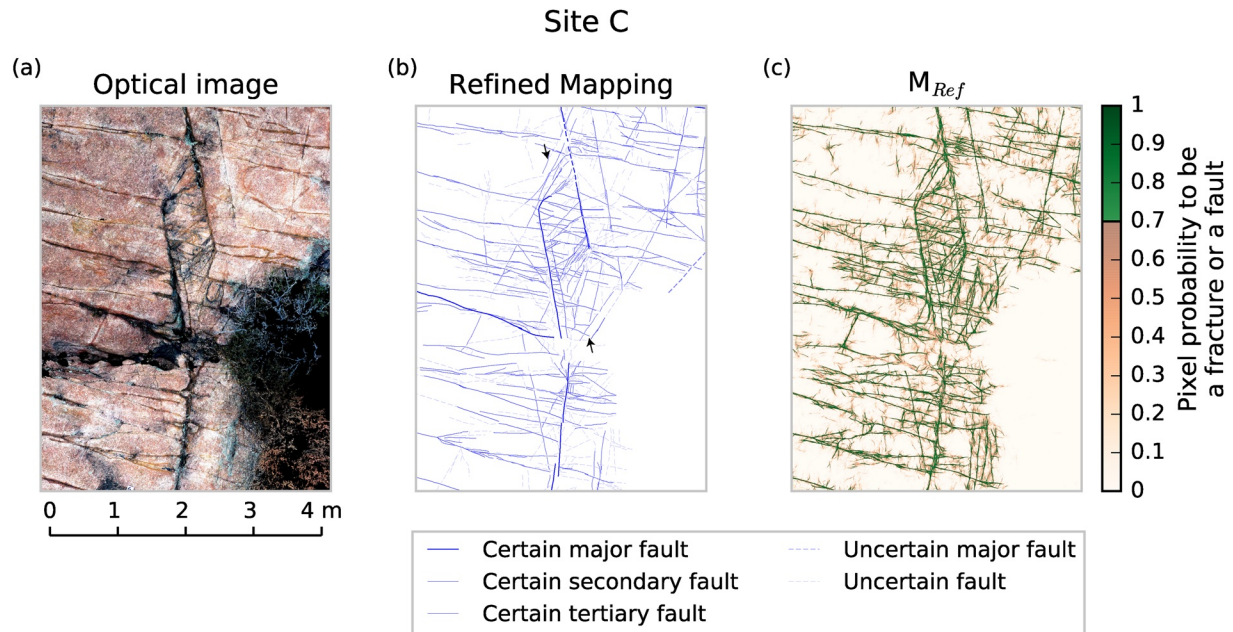 Site C
(a)
Optical image
(b)
Refined Mapping
(c)
M_Ref
0 1 2 3 4 m
1
0.9
0.8
0.7
0.6
0.5
0.4
0.3
0.2
0.1
0
Pixel probability to be
a fracture or a fault
Certain major fault
Certain secondary fault
Certain tertiary fault
Uncertain major fault
Uncertain fault